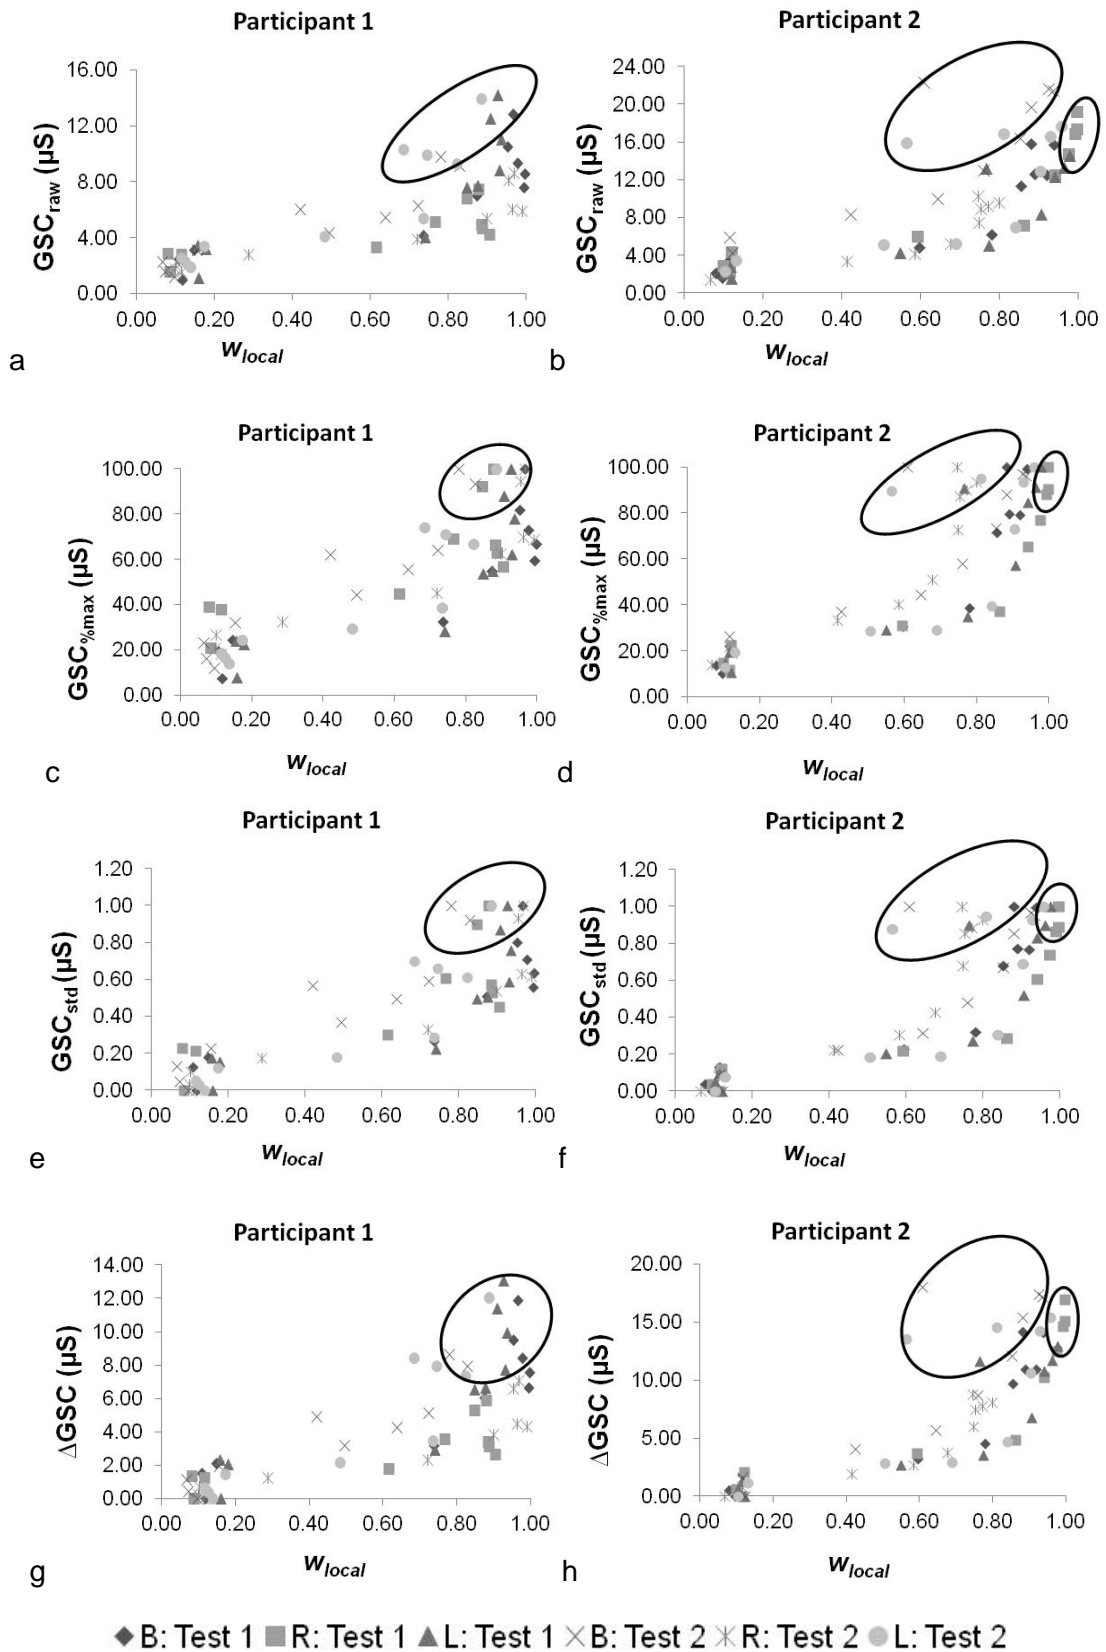 Participant 1
GSCraw (µS)
16.00
12.00
8.00
4.00
0.00
0.00 0.20 0.40 0.60 0.80 1.00
wlocal
a
Participant 2
GSCraw (µS)
24.00
20.00
16.00
12.00
8.00
4.00
0.00
0.00 0.20 0.40 0.60 0.80 1.00
wlocal
b
Participant 1
GSC%max (µS)
100.00
80.00
60.00
40.00
20.00
0.00
0.00 0.20 0.40 0.60 0.80 1.00
wlocal
c
Participant 2
GSC%max (µS)
100.00
80.00
60.00
40.00
20.00
0.00
0.00 0.20 0.40 0.60 0.80 1.00
wlocal
d
Participant 1
GSCstd (µS)
1.20
1.00
0.80
0.60
0.40
0.20
0.00
0.00 0.20 0.40 0.60 0.80 1.00
wlocal
e
Participant 2
GSCstd (µS)
1.20
1.00
0.80
0.60
0.40
0.20
0.00
0.00 0.20 0.40 0.60 0.80 1.00
wlocal
f
Participant 1
ΔGSC (µS)
14.00
12.00
10.00
8.00
6.00
4.00
2.00
0.00
0.00 0.20 0.40 0.60 0.80 1.00
wlocal
g
Participant 2
ΔGSC (µS)
20.00
15.00
10.00
5.00
0.00
0.00 0.20 0.40 0.60 0.80 1.00
wlocal
h
B: Test 1 R: Test 1 L: Test 1 B: Test 2 R: Test 2 L: Test 2